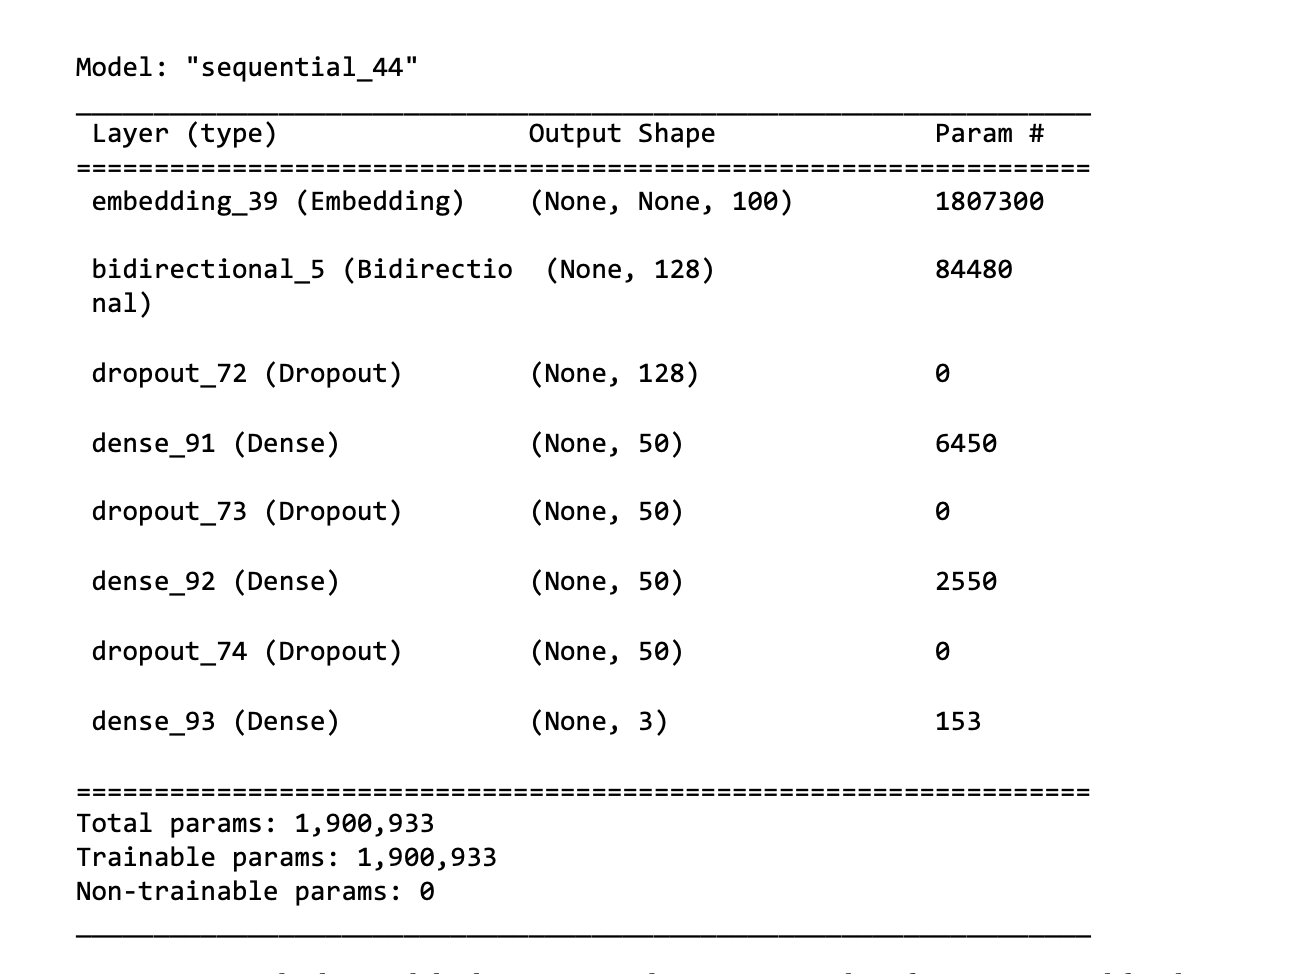 Model: "sequential_44"
Layer (type) Output Shape Param #
embedding_39 (Embedding) (None, None, 100) 1807300
bidirectional_5 (Bidirectio (None, 128) 84480
nal)
dropout_72 (Dropout) (None, 128) 0
dense_91 (Dense) (None, 50) 6450
dropout_73 (Dropout) (None, 50) 0
dense_92 (Dense) (None, 50) 2550
dropout_74 (Dropout) (None, 50) 0
dense_93 (Dense) (None, 3) 153
Total params: 1,900,933
Trainable params: 1,900,933
Non-trainable params: 0